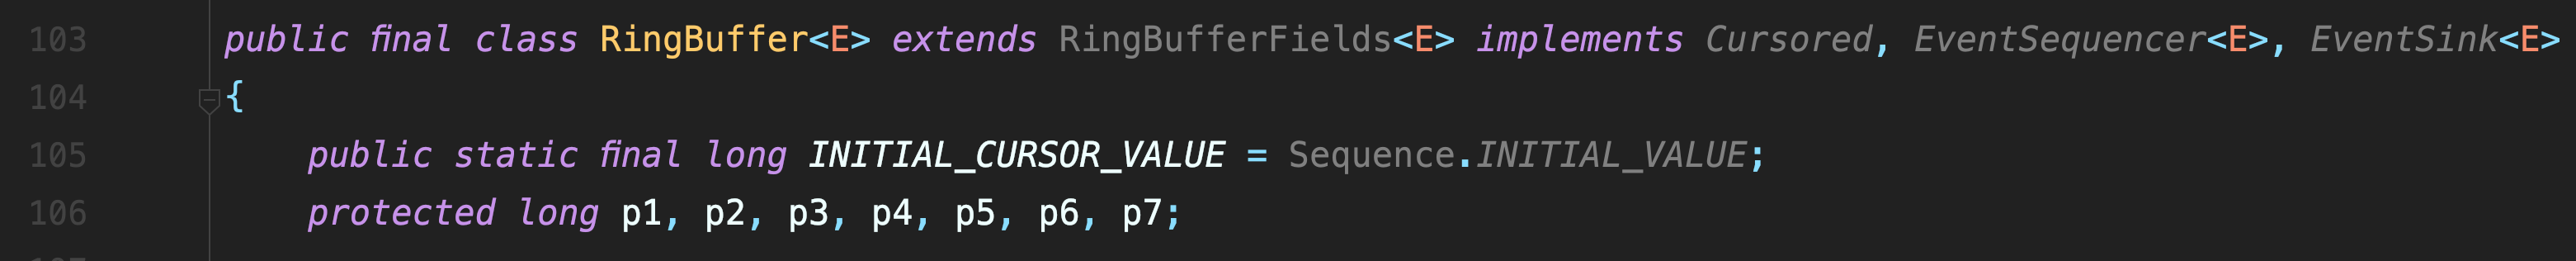 103 public final class RingBuffer<E> extends RingBufferFields<E> implements Cursored, EventSequencer<E>, EventSink<E>
104 {
105 public static final long INITIAL_CURSOR_VALUE = Sequence.INITIAL_VALUE;
106 protected long p1, p2, p3, p4, p5, p6, p7;